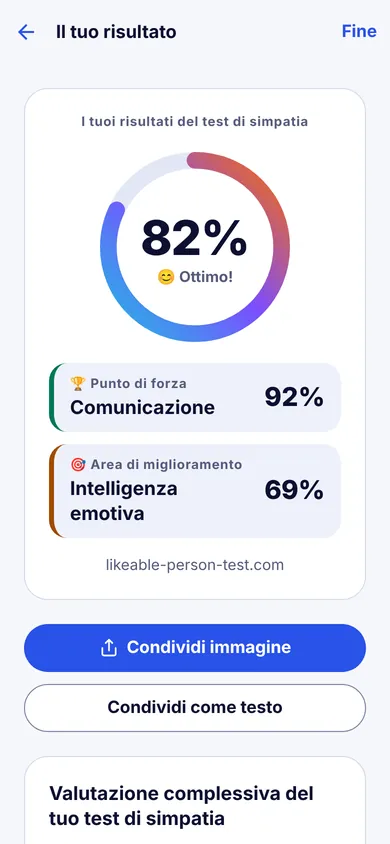 Il tuo risultato
Fine
I tuoi risultati del test di simpatia
82%
😊 Ottimo!
🏆 Punto di forza
Comunicazione
92%
🎯 Area di miglioramento
Intelligenza
emotiva
69%
likeable-person-test.com
Condividi immagine
Condividi come testo
Valutazione complessiva del
tuo test di simpatia